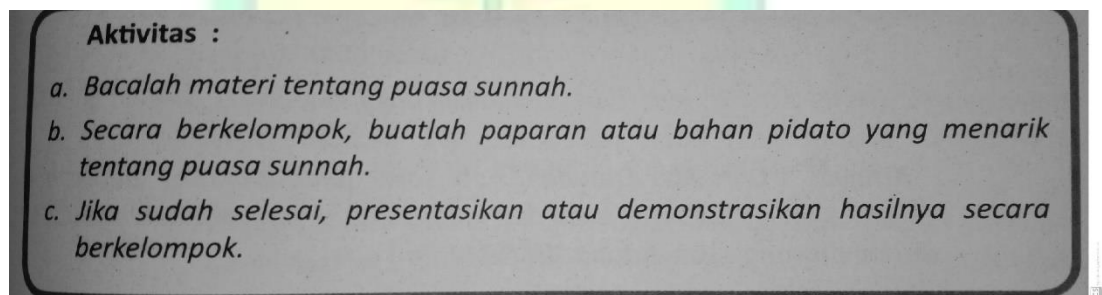 Aktivitas :
a. Bacalah materi tentang puasa sunnah.
b. Secara berkelompok, buatlah paparan atau bahan pidato yang menarik
tentang puasa sunnah.
c. Jika sudah selesai, presentasikan atau demonstrasikan hasilnya secara
berkelompok.